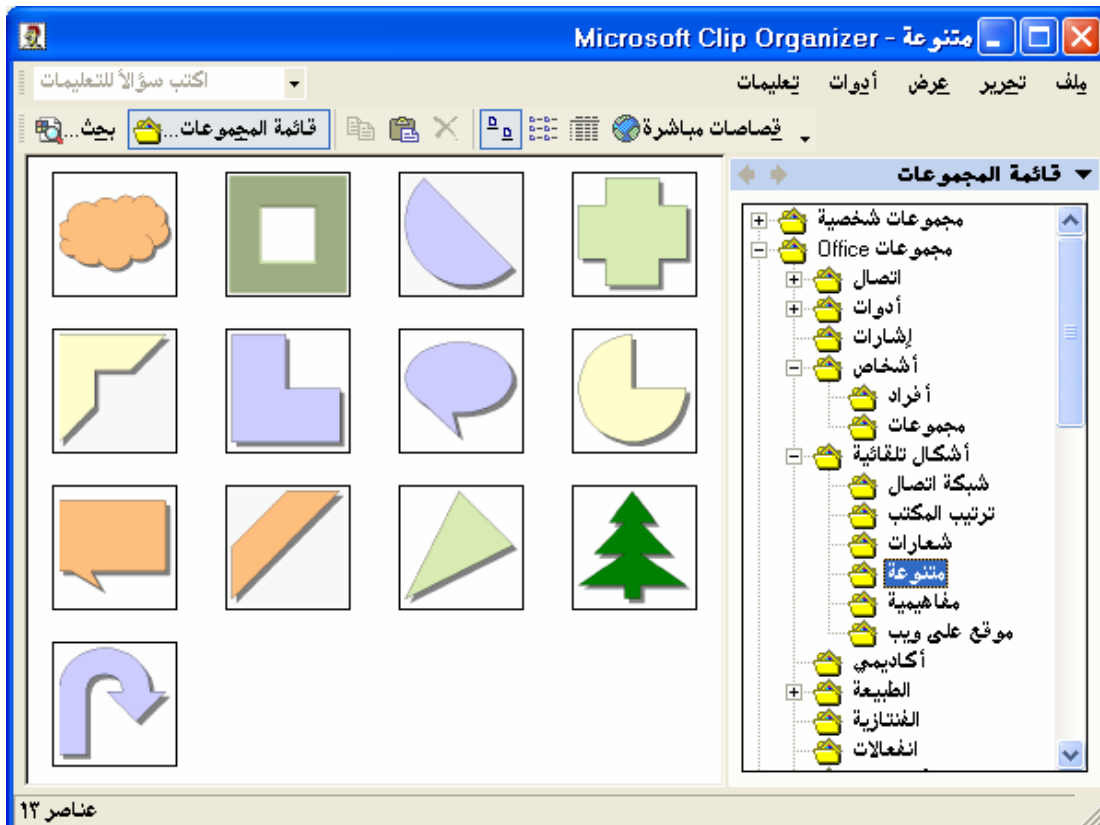 متنوعة - Microsoft Clip Organizer
ملف تحرير عرض أدوات تعليمات اكتب سؤالاً للتعليمات
بحث... قائمة المجموعات... قصاصات مباشرة
قائمة المجموعات
مجموعات شخصية
مجموعات Office
اتصال
أدوات
إشارات
أشخاص
أفراد
مجموعات
أشكال تلقائية
شبكة اتصال
ترتيب المكتب
شعارات
متنوعة
مفاهيمية
موقع على ويب
أكاديمي
الطبيعة
الفنتازية
انفعالات
عناصر ١٣